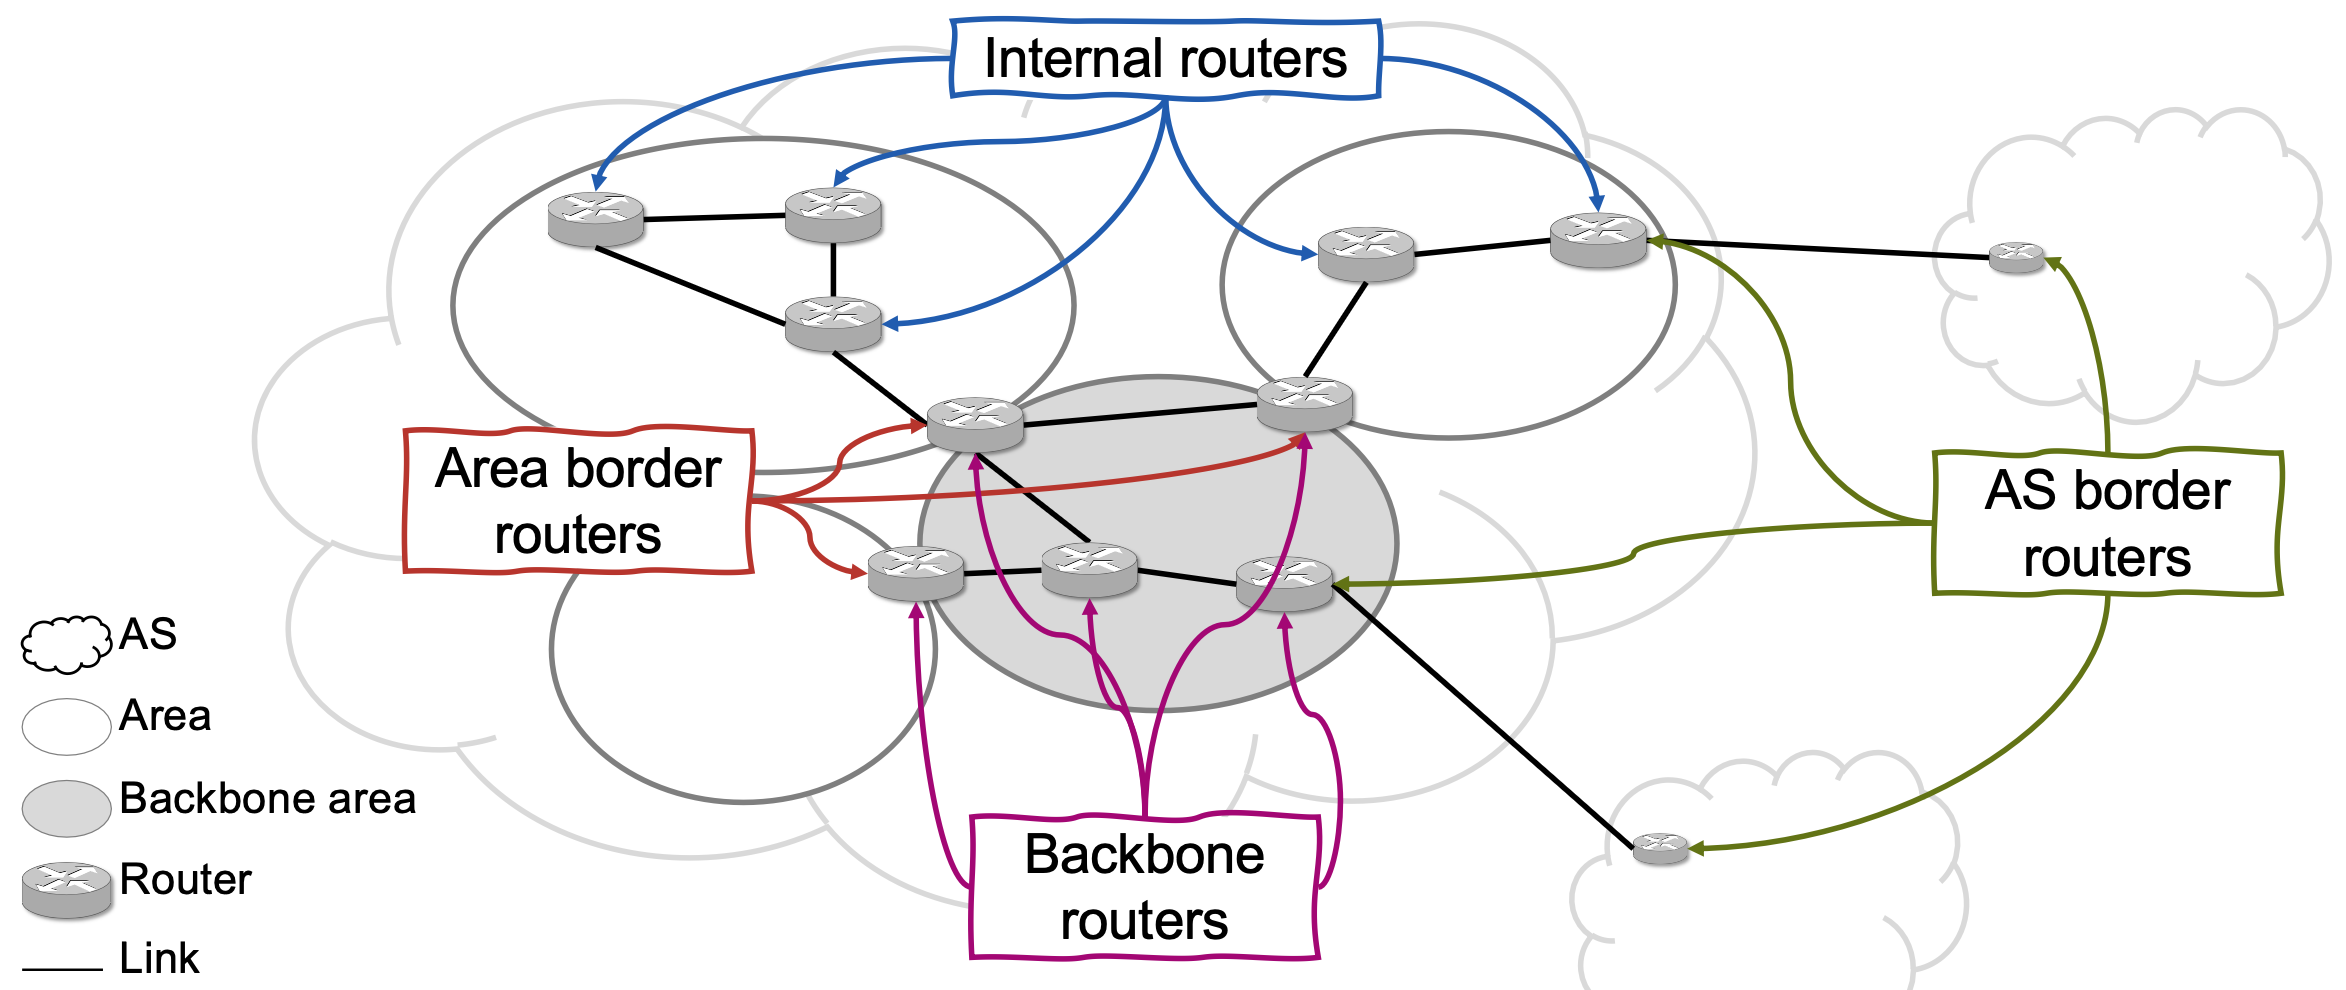 Internal routers
Area border
routers
AS border
routers
Backbone
routers
AS
Area
Backbone area
Router
Link